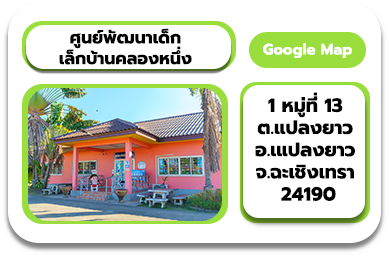 ศูนย์พัฒนาเด็ก
เล็กบ้านคลองหนึ่ง
Google Map
1 หมู่ที่ 13
ต.แปลงยาว
อ.แปลงยาว
จ.ฉะเชิงเทรา
24190